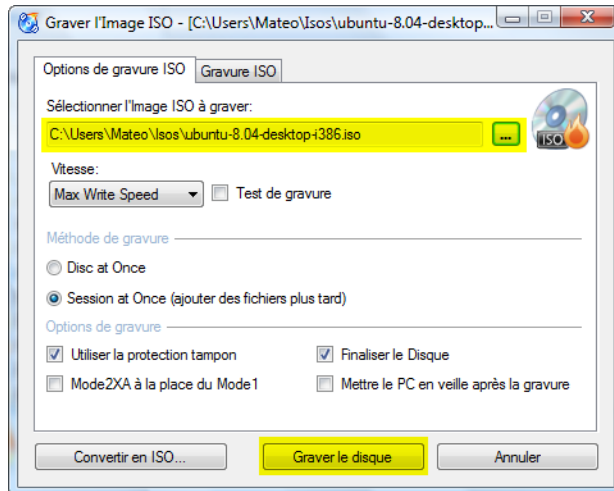 Graver l'Image ISO - [C:\Users\Mateo\Isos\ubuntu-8.04-desktop...
Options de gravure ISO Gravure ISO
Sélectionner l'Image ISO à graver:
C:\Users\Mateo\Isos\ubuntu-8.04-desktop-i386.iso ...
ISO
Vitesse:
Max Write Speed Test de gravure
Méthode de gravure
Disc at Once
Session at Once (ajouter des fichiers plus tard)
Options de gravure
Utiliser la protection tampon Finaliser le Disque
Mode2XA à la place du Mode1 Mettre le PC en veille après la gravure
Convertir en ISO... Graver le disque Annuler